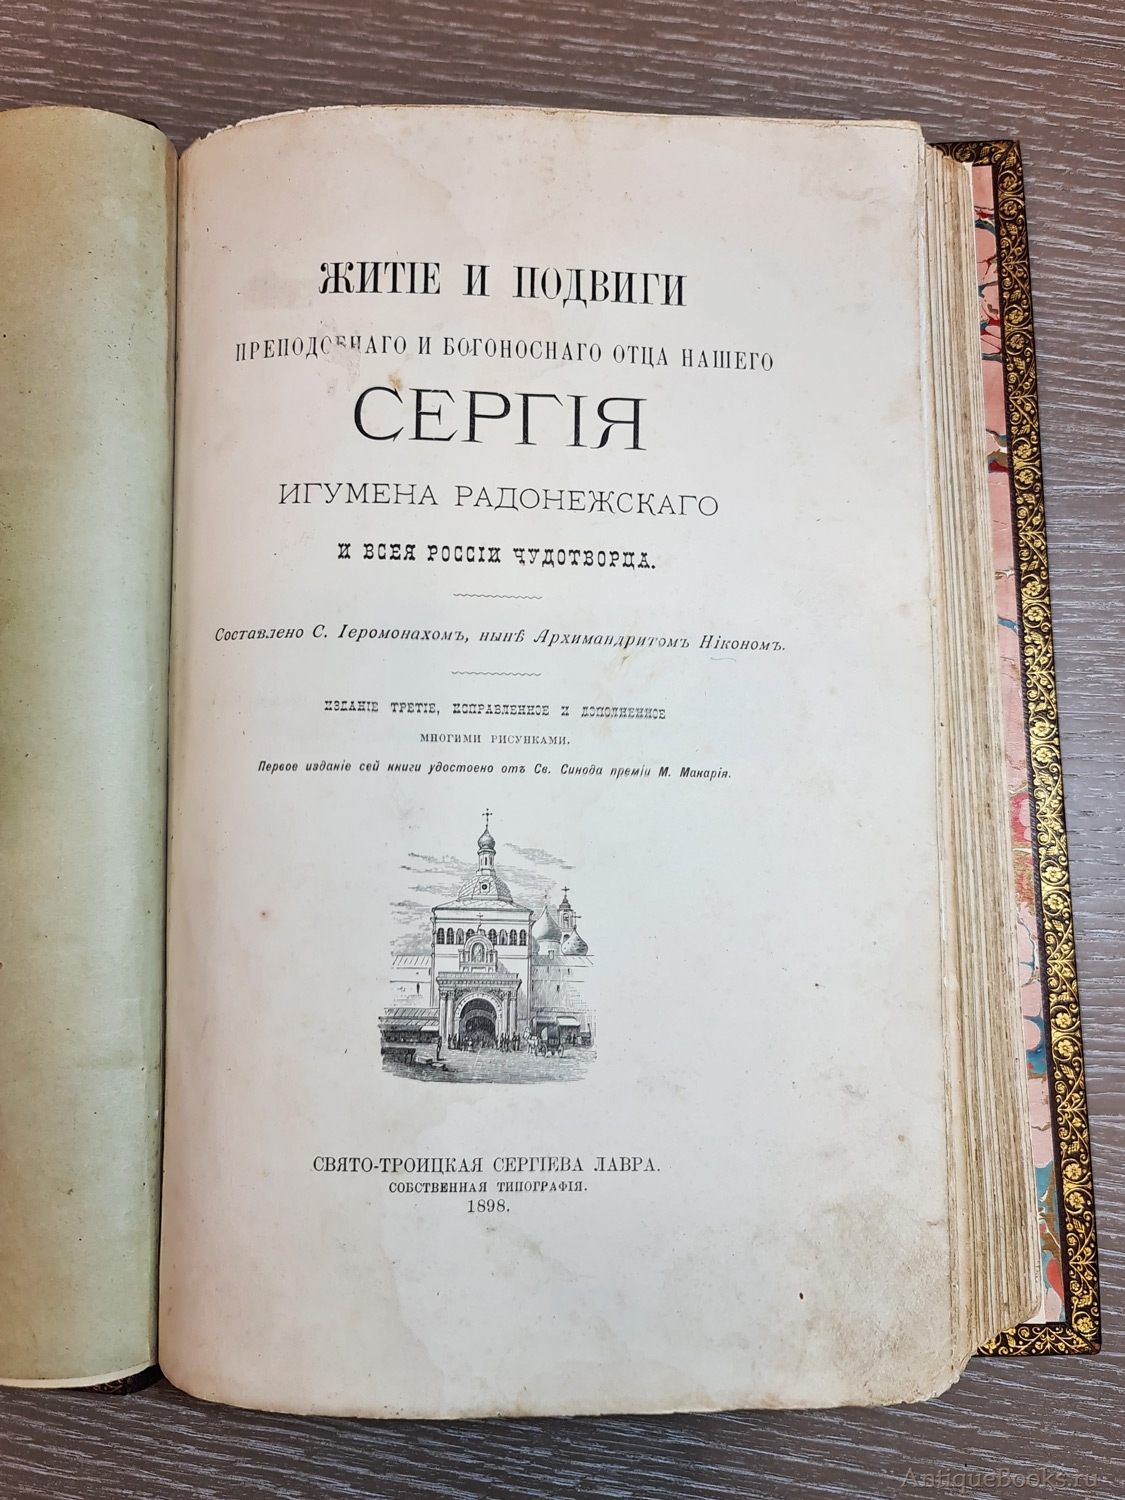 ЖИТІЕ И ПОДВИГИ
ПРЕПОДОБНАГО И БОГОНОСНАГО ОТЦА НАШЕГО
СЕРГІЯ
ИГУМЕНА РАДОНЕЖСКАГО
И ВСЕЯ РОССІИ ЧУДОТВОРЦА.
Составлено С. Іеромонахомъ, нынѣ Архимандритомъ Нікономъ.
ИЗДАНІЕ ТРЕТІЕ, ИСПРАВЛЕННОЕ И ДОПОЛНЕННОЕ
МНОГИМИ РИСУНКАМИ.
Первое изданіе сей книги удостоено отъ Св. Синода преміи М. Макарія.
СВЯТО-ТРОИЦКАЯ СЕРГІЕВА ЛАВРА.
СОБСТВЕННАЯ ТИПОГРАФІЯ.
1898.
AntiqueBooks.ru